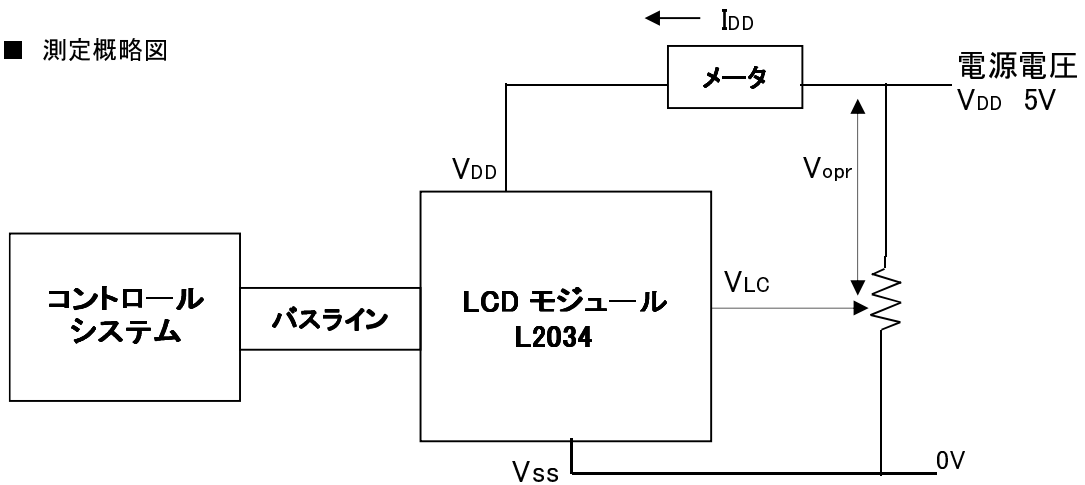 ■ 測定概略図
IDD
メータ
電源電圧
VDD 5V
VDD
Vopr
コントロール
システム
バスライン
LCD モジュール
L2034
VLC
Vss
0V